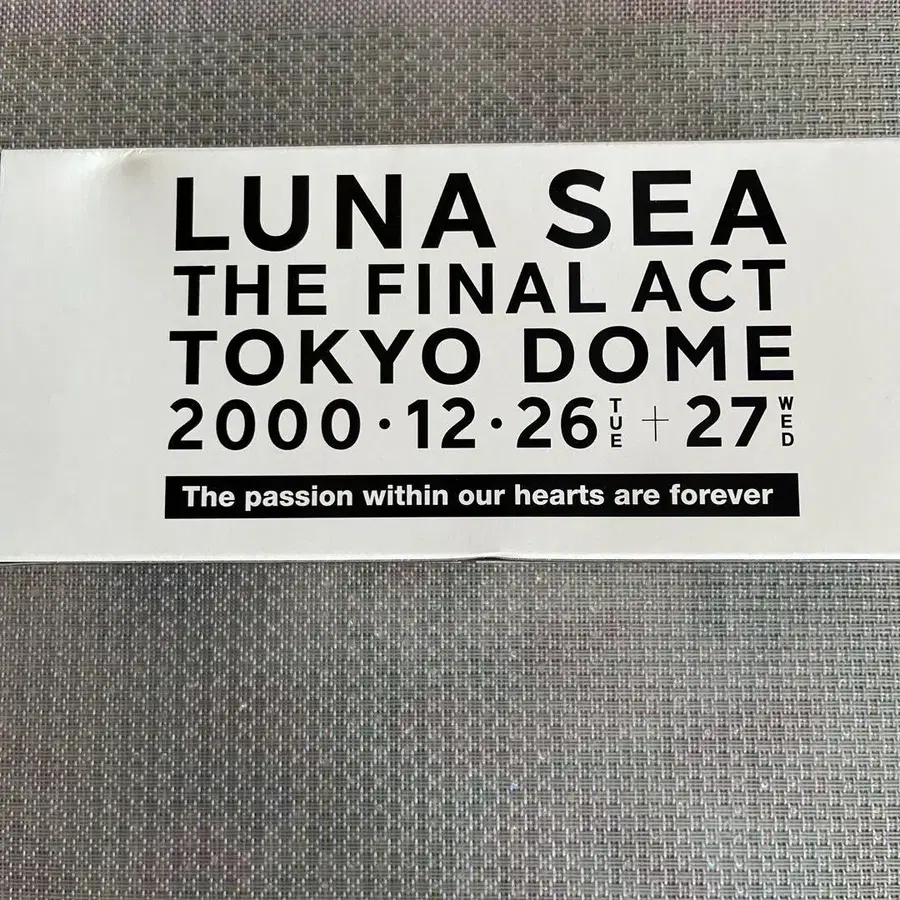 LUNA SEA
THE FINAL ACT
TOKYO DOME
2000・12・26 TUE + 27 WED
The passion within our hearts are forever